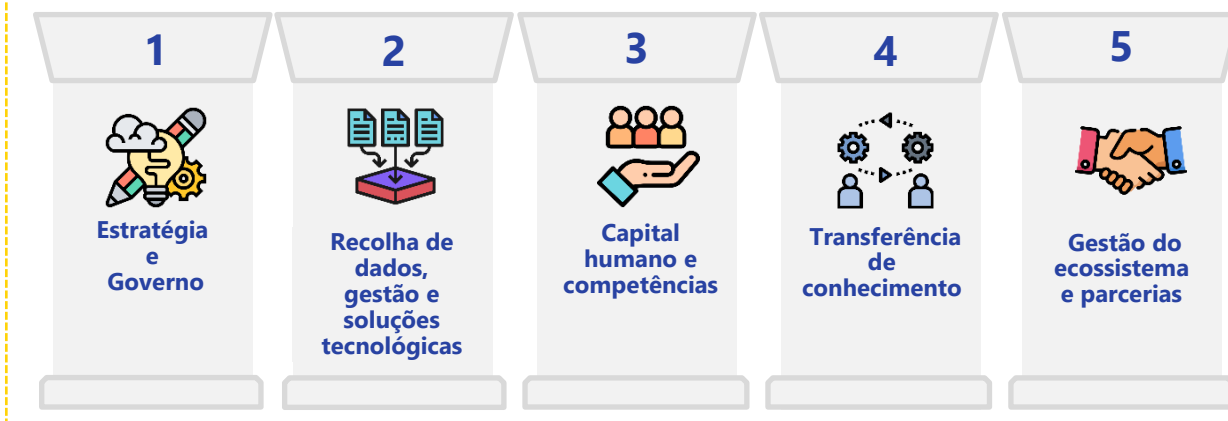 1
Estratégia
e
Governo
2
Recolha de
dados,
gestão e
soluções
tecnológicas
3
Capital
humano e
competências
4
Transferência
de
conhecimento
5
Gestão do
ecossistema
e parcerias